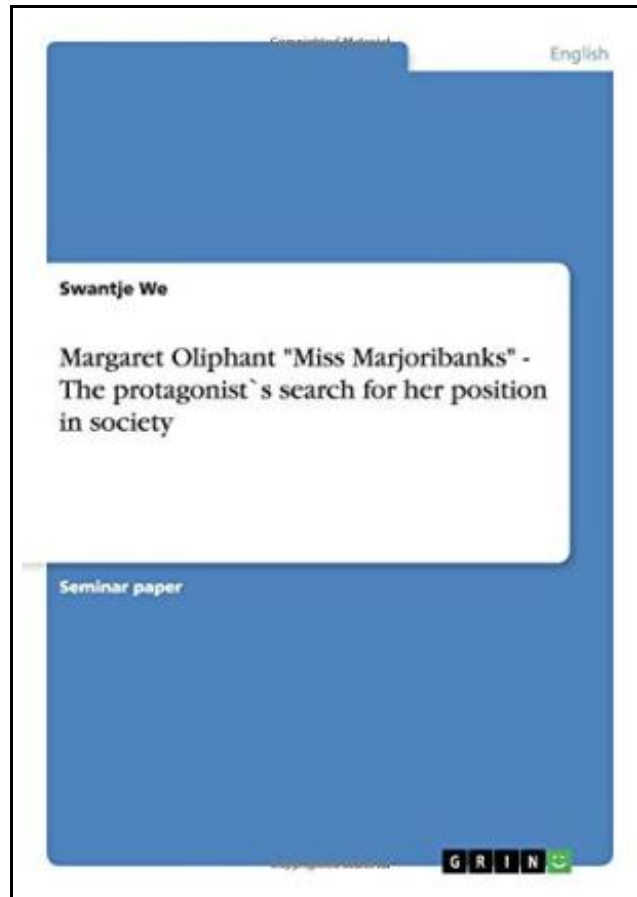 English
Swantje We
Margaret Oliphant "Miss Marjoribanks" -
The protagonist`s search for her position
in society
Seminar paper
GRIN